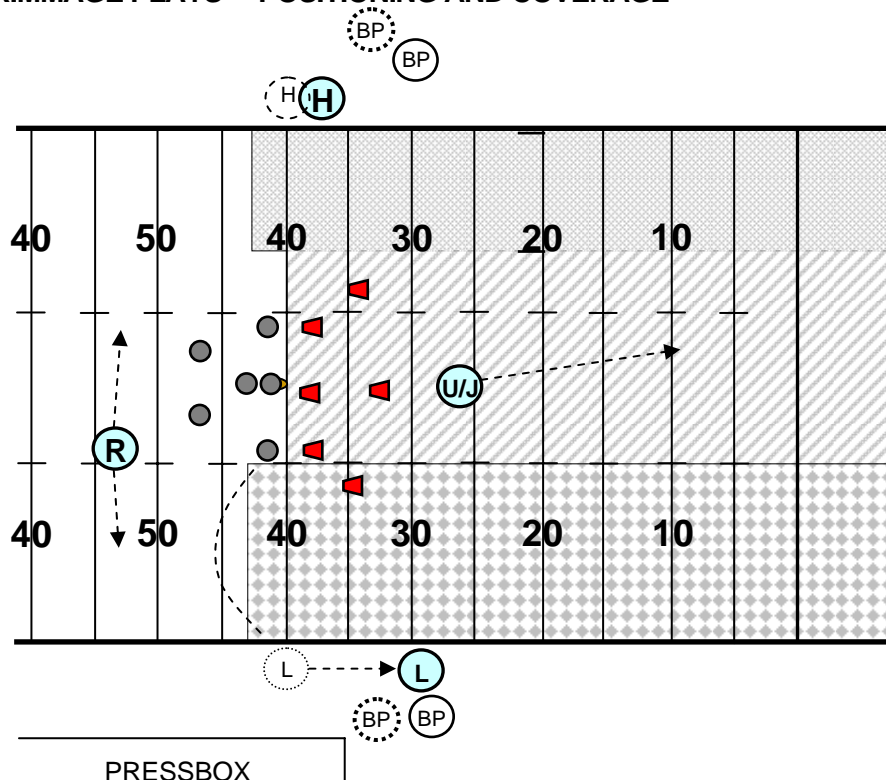 RIMMAGE PLAYS – POSITIONING AND COVERAGE
BP
BP
H H
40 50 40 30 20 10
U/J
R
40 50 40 30 20 10
L L
BP BP
PRESSBOX